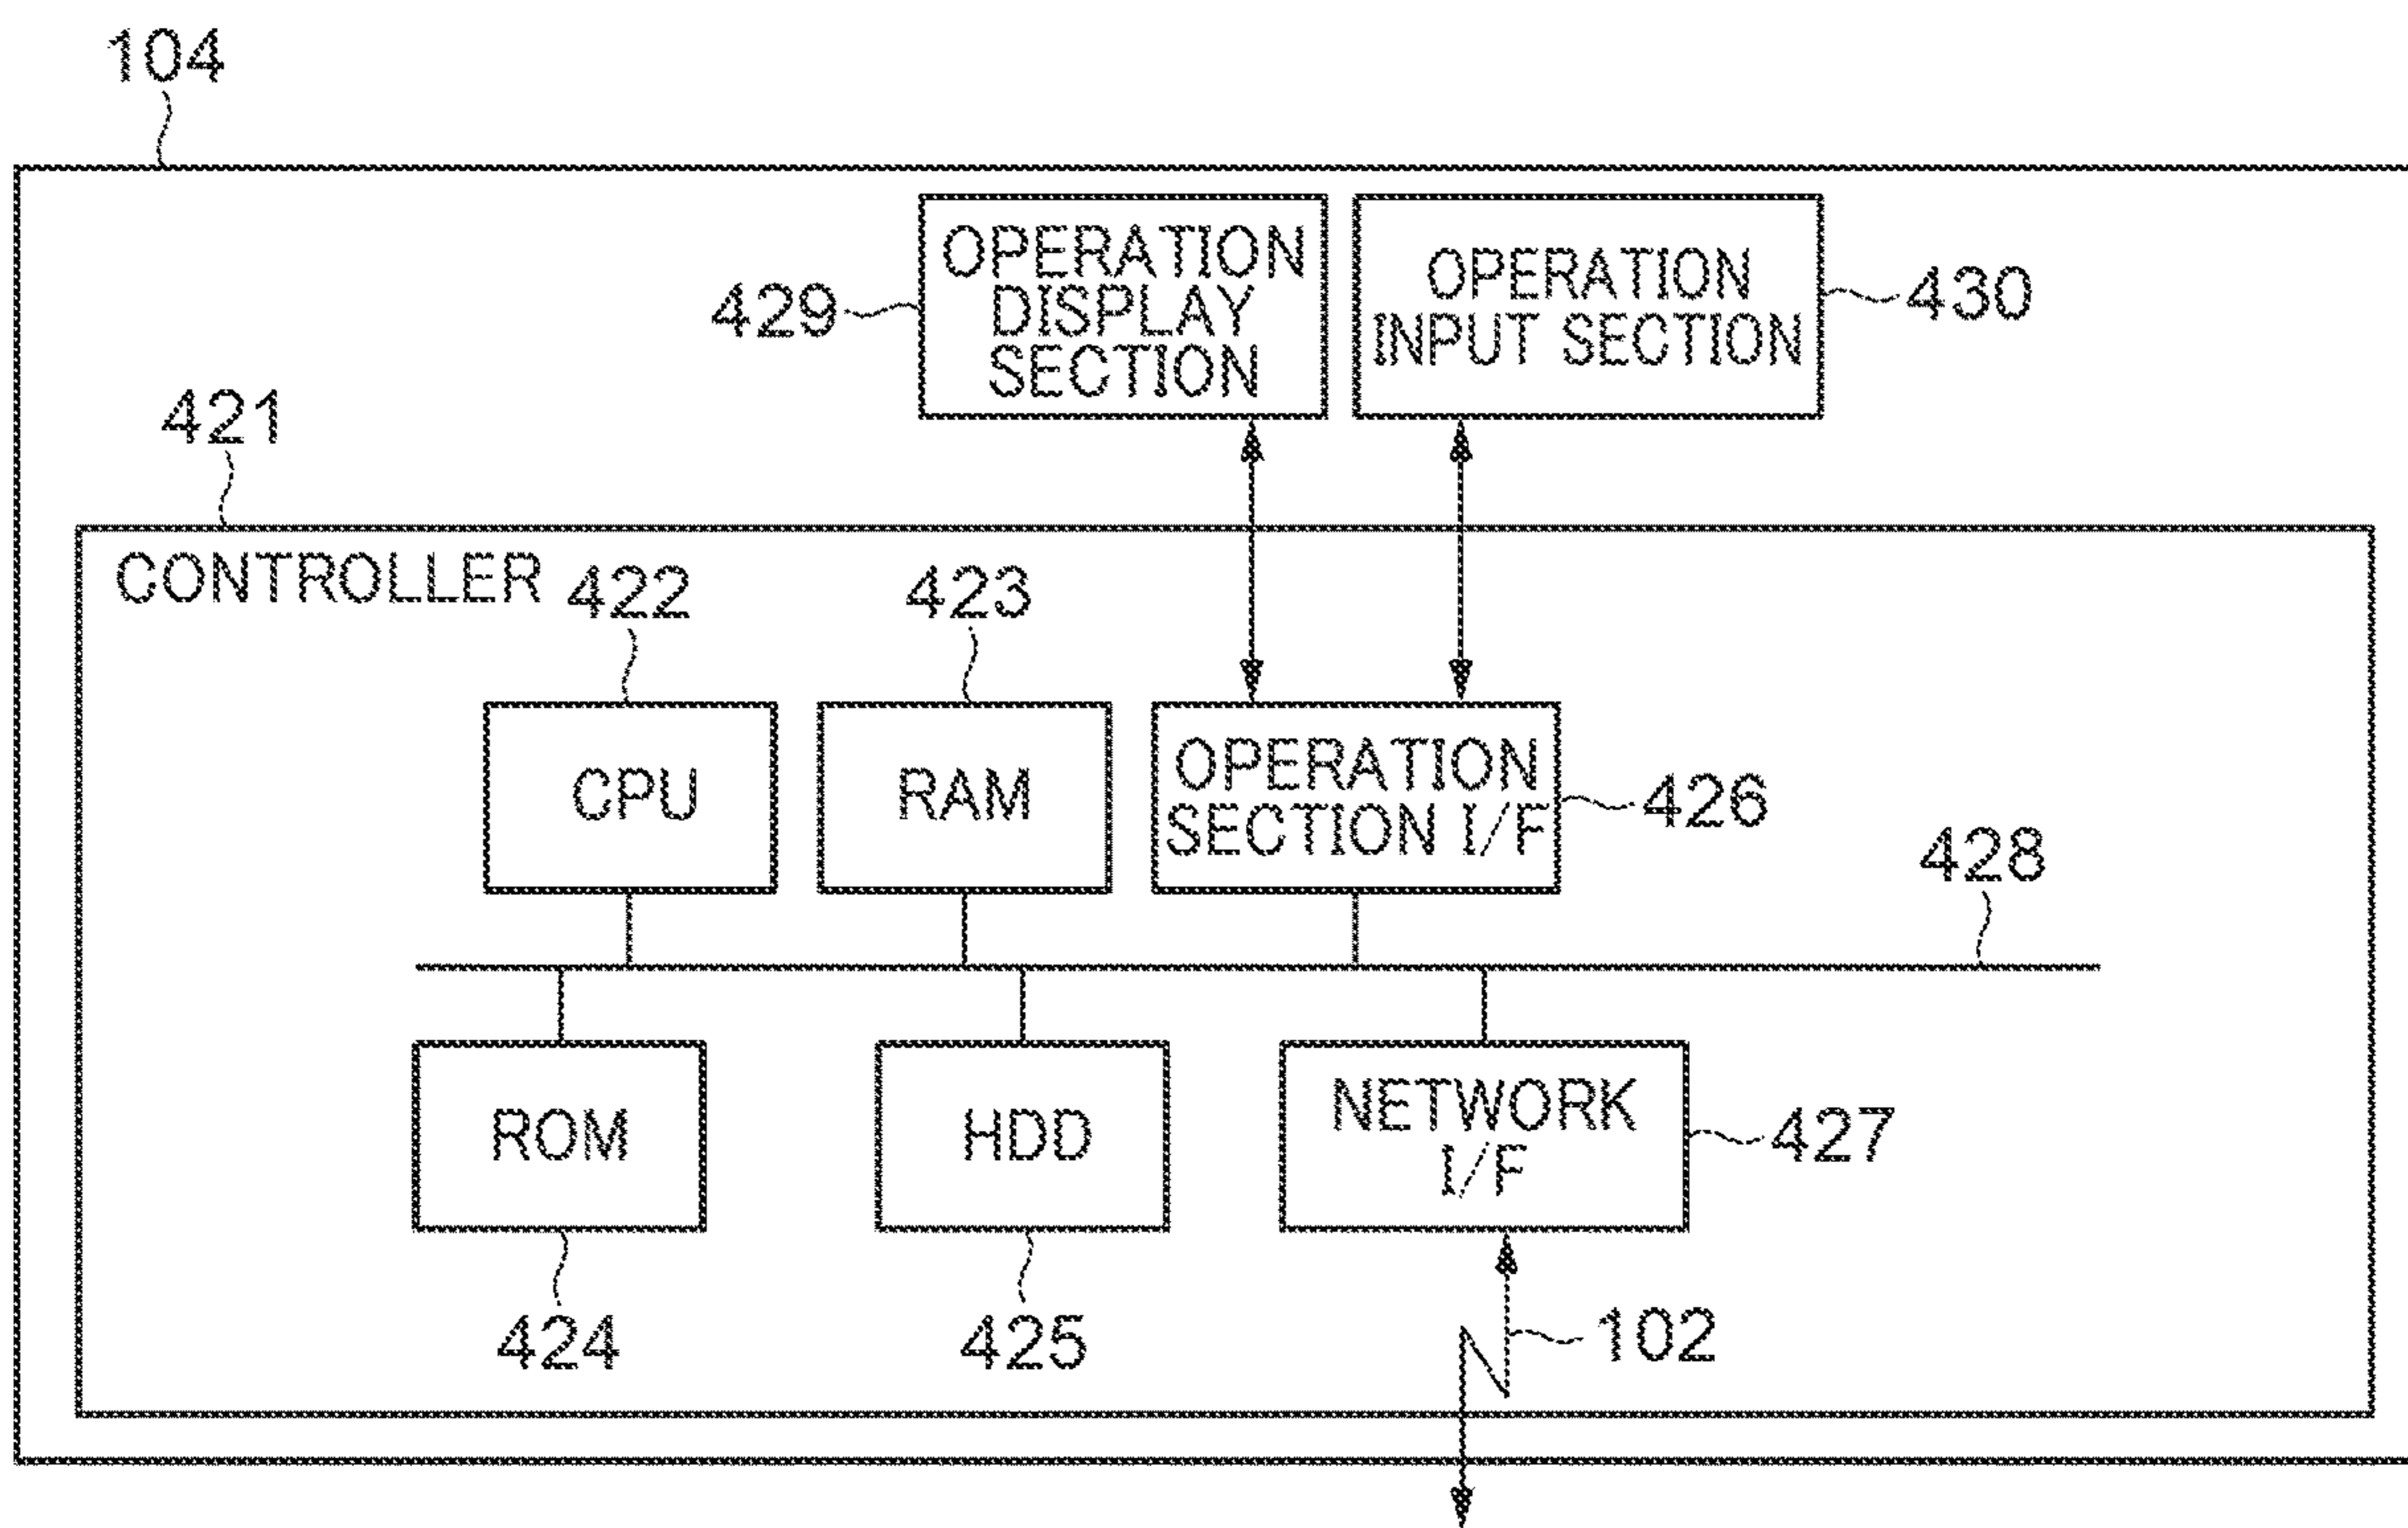 104
OPERATION
DISPLAY
SECTION
429
OPERATION
INPUT SECTION
430
421
CONTROLLER
422
423
CPU
RAM
OPERATION
SECTION I/F
426
428
ROM
HDD
NETWORK
I/F
427
424
425
102